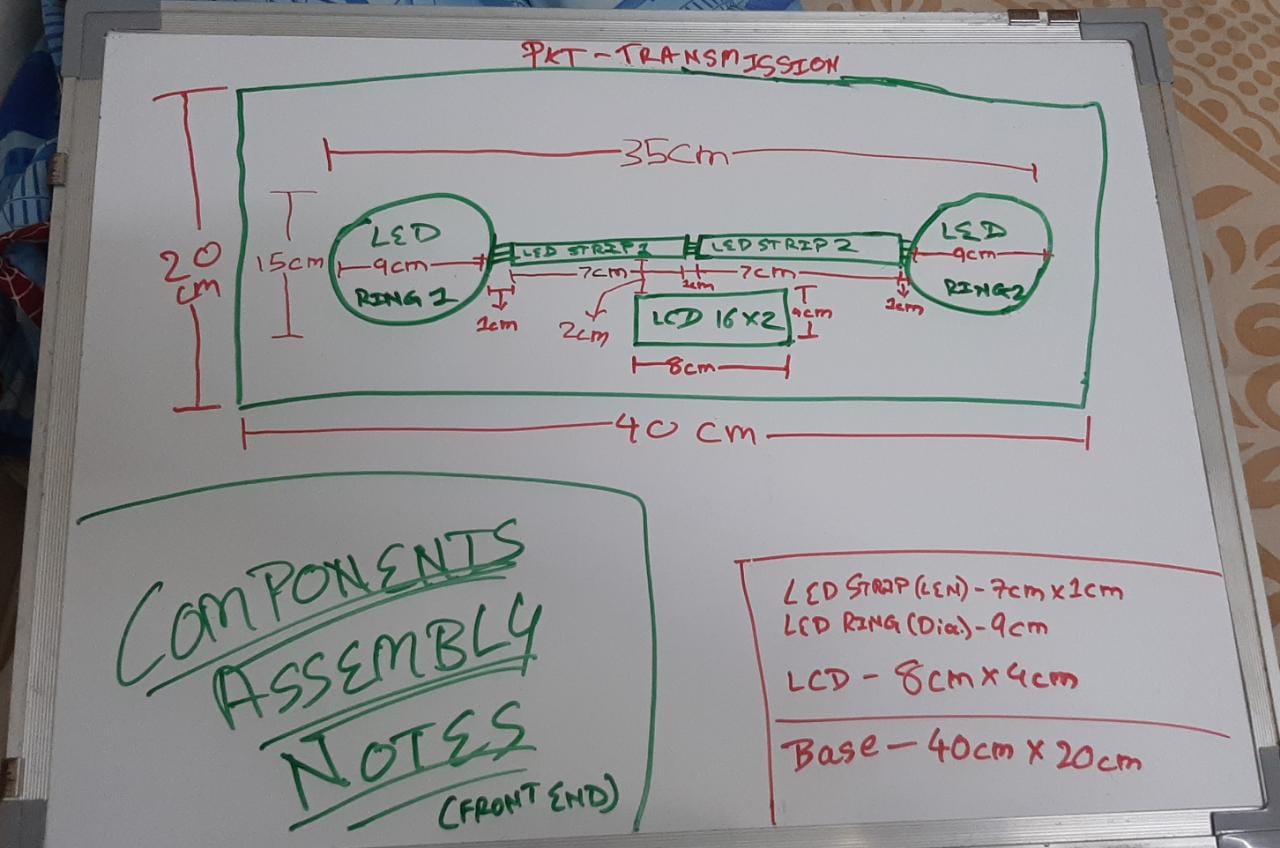 PKT - TRANSMISSION
35cm
20
cm
15cm
LED
9cm
RING 1
LED STRIP 1
LED STRIP 2
7cm
1cm
7cm
1cm
2cm
1cm
LED
9cm
RING 2
LCD 16X2
4cm
8cm
40 cm
COMPONENTS
ASSEMBLY
NOTES
(FRONT END)
LED STRIP (LEN) - 7cm x 1cm
LED RING (Dia.) - 9cm
LCD - 8cm x 4cm
Base - 40cm x 20cm